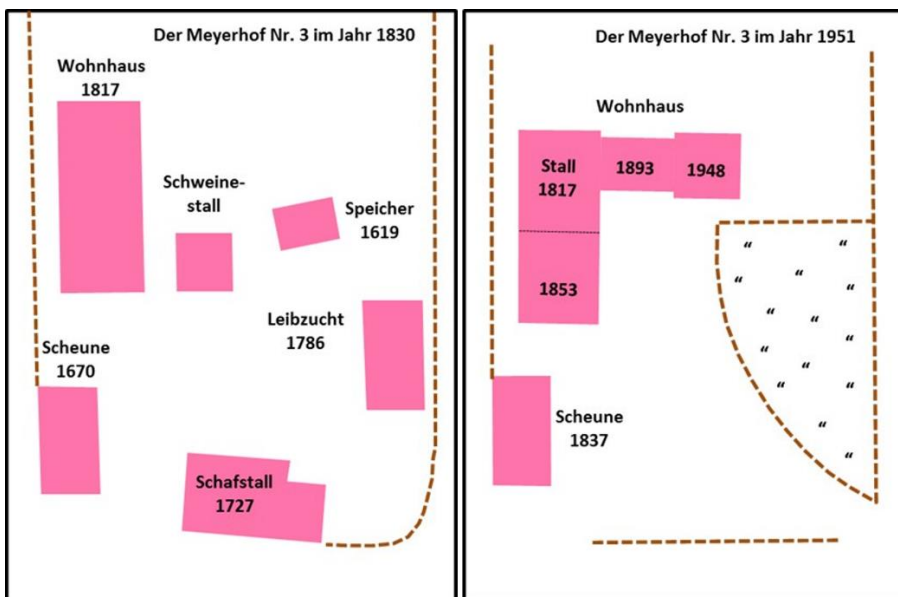 Der Meyerhof Nr. 3 im Jahr 1830
Wohnhaus
1817
Schweine-
stall
Speicher
1619
Leibzucht
1786
Scheune
1670
Schafstall
1727
Der Meyerhof Nr. 3 im Jahr 1951
Wohnhaus
Stall
1817
1893
1948
1853
Scheune
1837